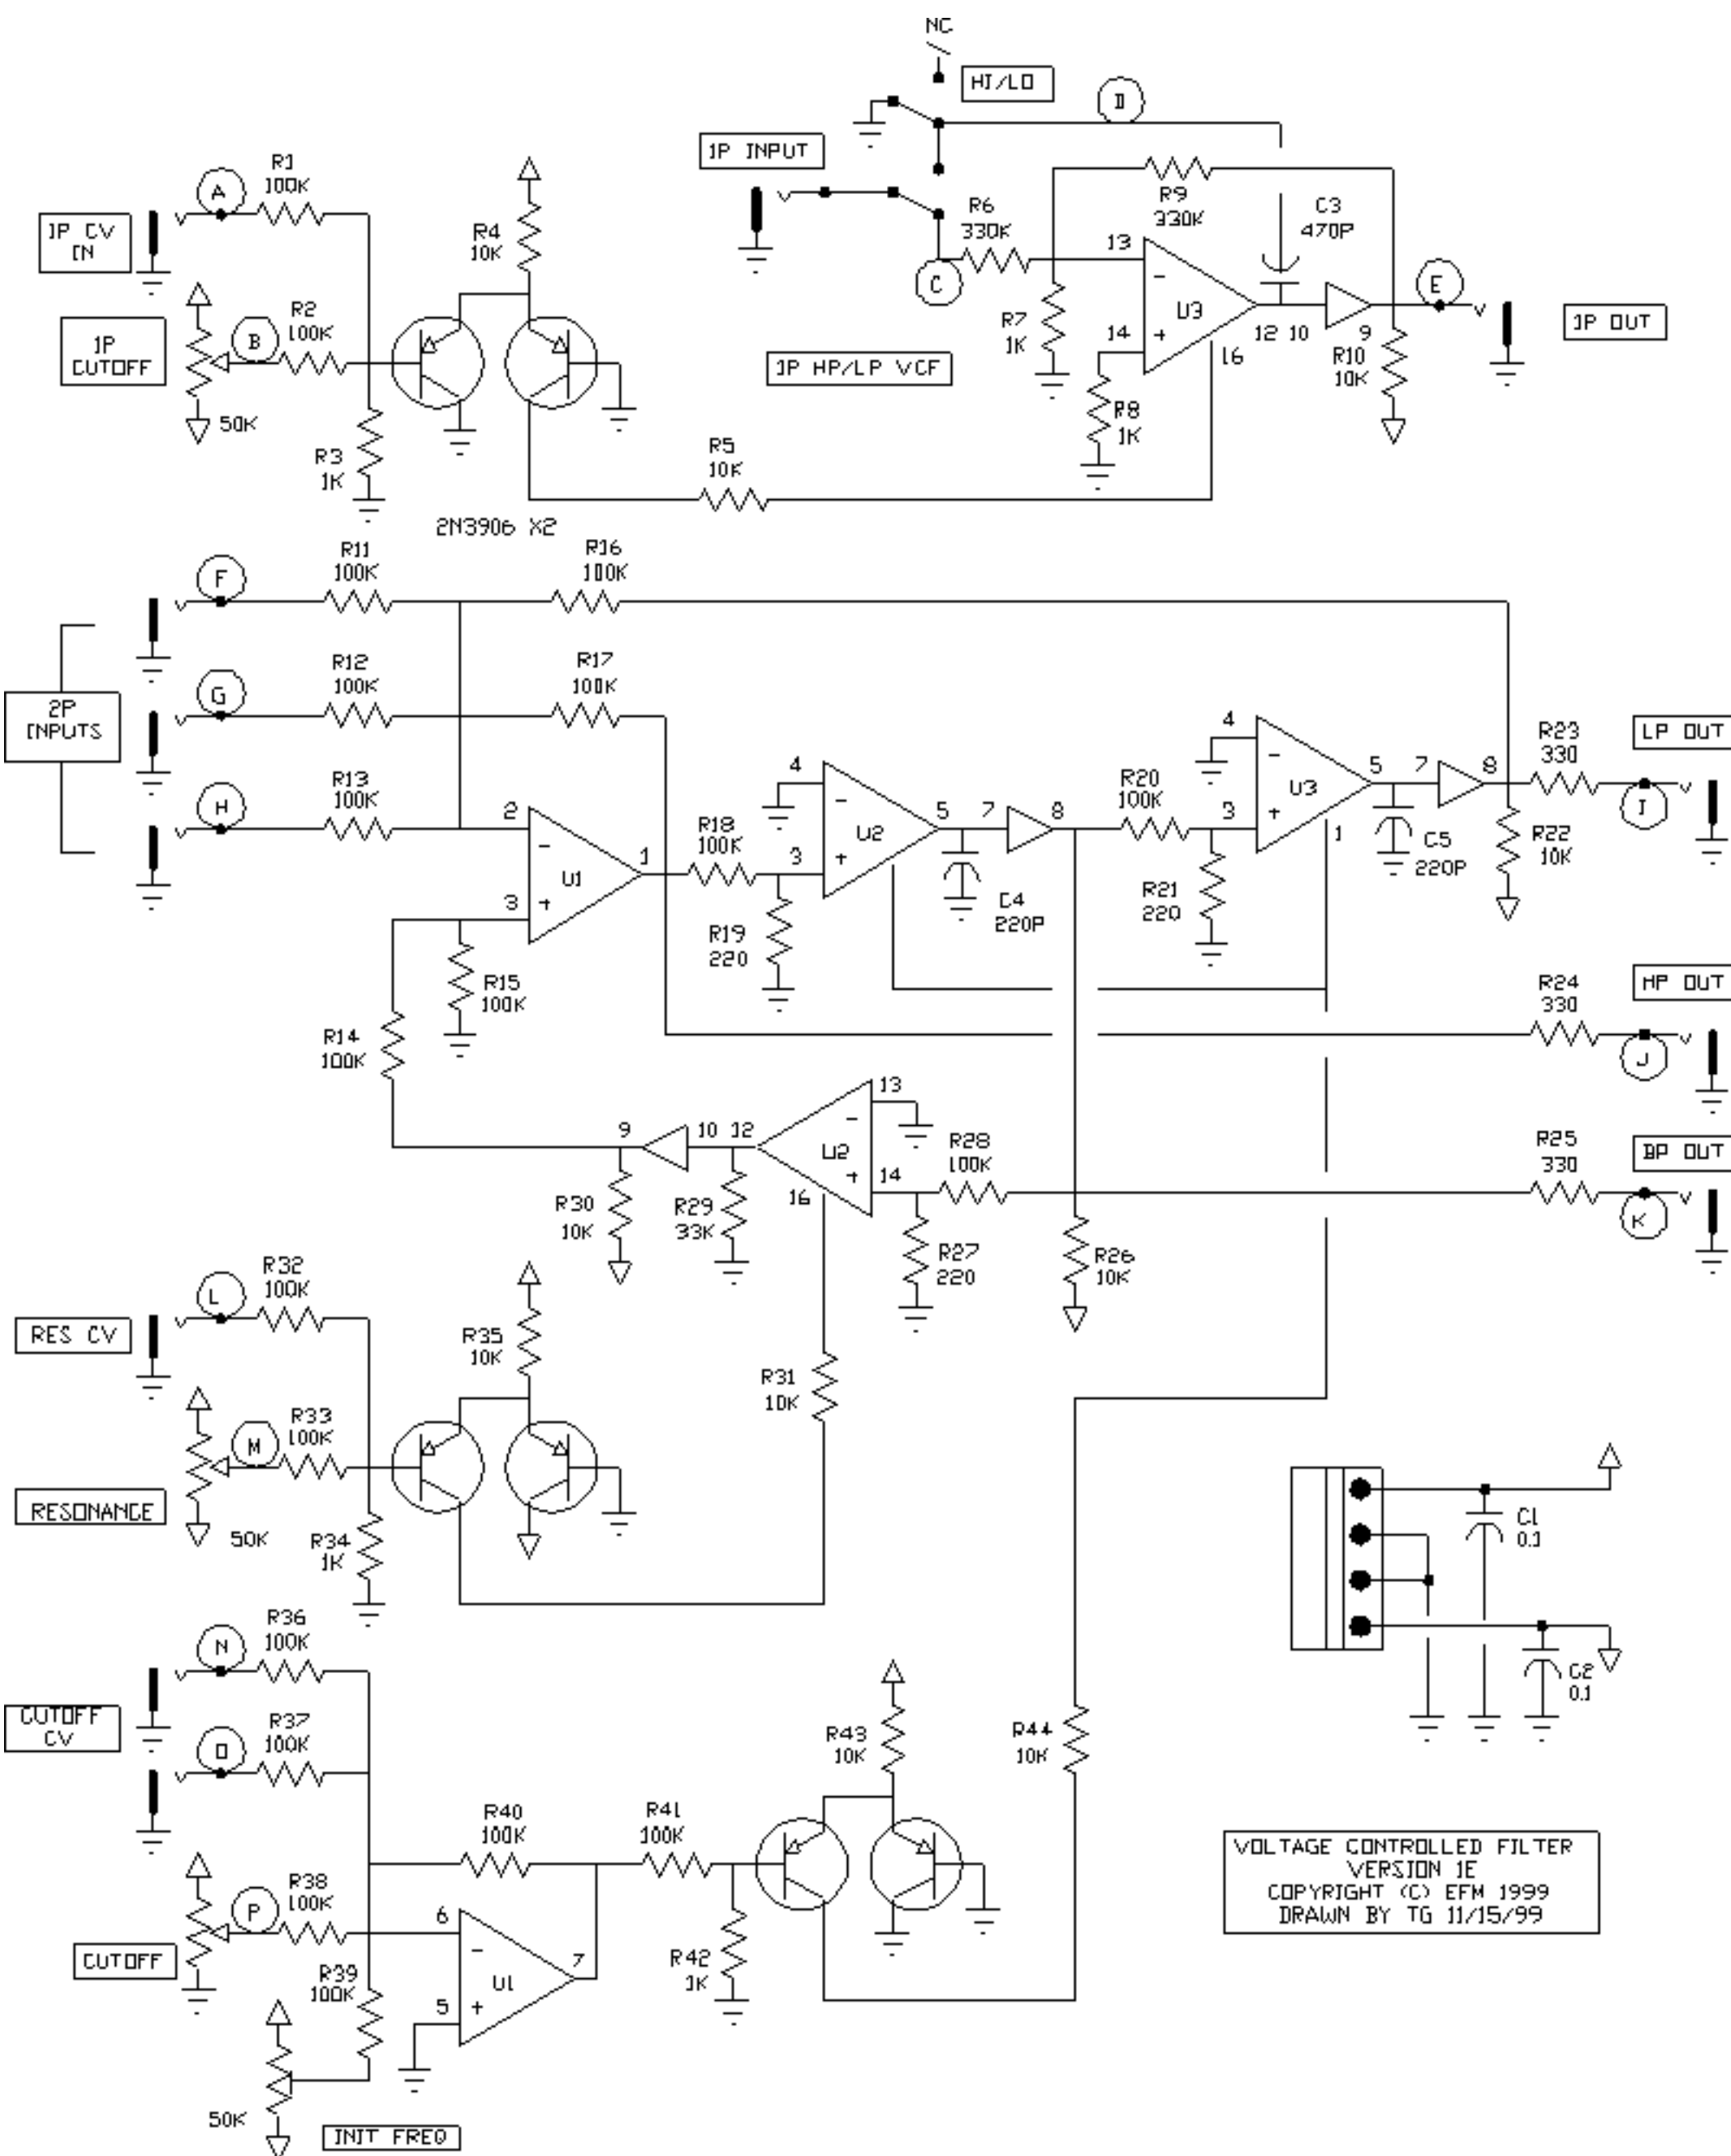 NC
HI/LO
D
1P INPUT
R1
100K
A
1P CV
IN
R4
10K
R9
330K
C3
470P
R6
330K
13
C
E
R2
100K
B
1P
CUTOFF
50K
R7
1K
14
-
+
U3
12 10
9
16
R10
10K
1P OUT
1P HP/LP VCF
R8
1K
R3
1K
R5
10K
2N3906 X2
R11
100K
R16
100K
F
R12
100K
R17
100K
G
2P
INPUTS
R13
100K
H
2
-
3
+
U1
1
R18
100K
R19
220
4
-
3
+
U2
5
7
8
C4
220P
R20
100K
R21
220
4
-
3
+
U3
5
7
8
1
C5
220P
R23
330
LP OUT
I
R22
10K
R15
100K
R14
100K
R24
330
HP OUT
J
9
10 12
U2
13
-
+
14
16
R28
100K
R25
330
BP OUT
K
R30
10K
R29
33K
R27
220
R26
10K
R32
100K
L
RES CV
R35
10K
R31
10K
R33
100K
M
RESONANCE
50K
R34
1K
C1
0.1
C2
0.1
R36
100K
N
CUTOFF
CV
R37
100K
O
R43
10K
R44
10K
R40
100K
R41
100K
R38
100K
P
CUTOFF
6
-
5
+
U1
7
R42
1K
R39
100K
50K
INIT FREQ
VOLTAGE CONTROLLED FILTER
VERSION 1E
COPYRIGHT (C) EFM 1999
DRAWN BY TG 11/15/99